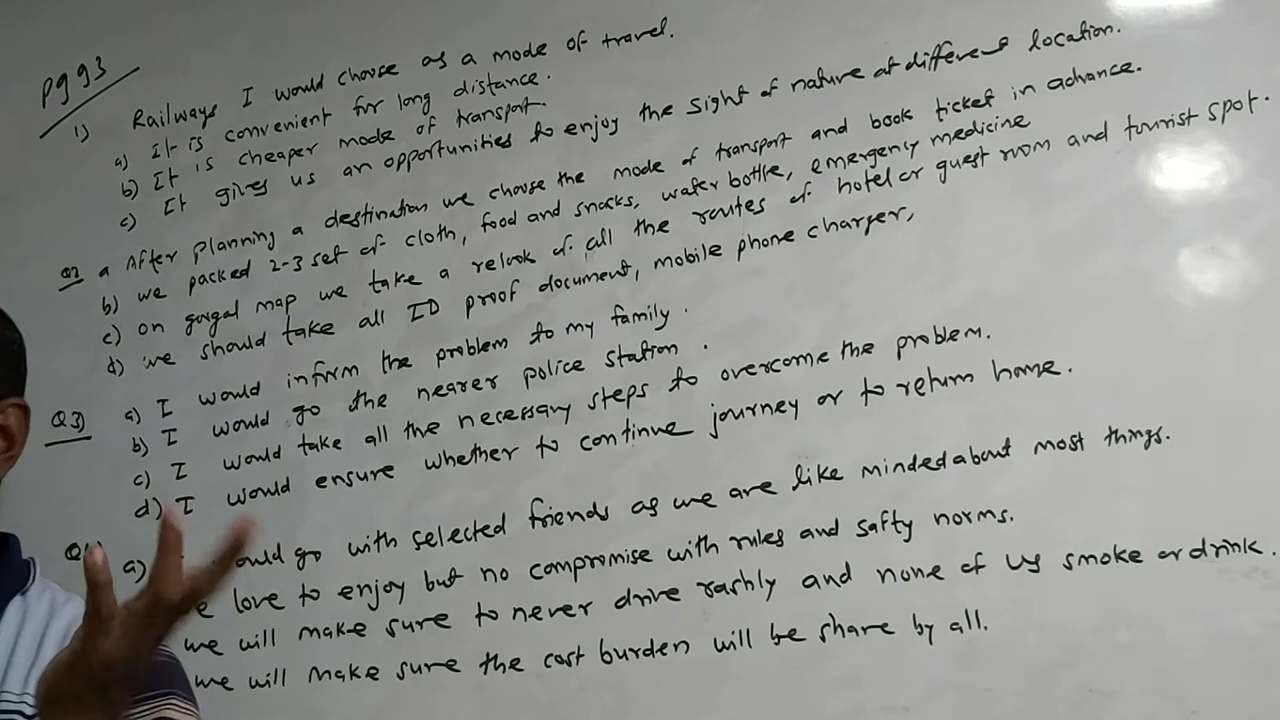 Pg 93
1) Railways I would choose as a mode of travel.
a) It is convenient for long distance.
b) It is cheaper mode of transport.
c) It gives us an opportunities to enjoy the sight of nature at different location.
Q2 a After planning a destination we choose the mode of transport and book ticket in advance.
b) we packed 2-3 set of cloth, food and snacks, water bottle, emergency medicine
c) on googal map we take a relook of all the routes of hotel or guest room and tourist spot.
d) we should take all ID proof document, mobile phone charger,
Q3) a) I would inform the problem to my family.
b) I would go the nearer police station.
c) I would take all the necessary steps to overcome the problem.
d) I would ensure whether to continue journey or to return home.
a) ould go with selected friends as we are like minded about most things.
e love to enjoy but no compromise with rules and safty norms.
we will make sure to never drive rashly and none of us smoke or drink.
we will make sure the cost burden will be share by all.